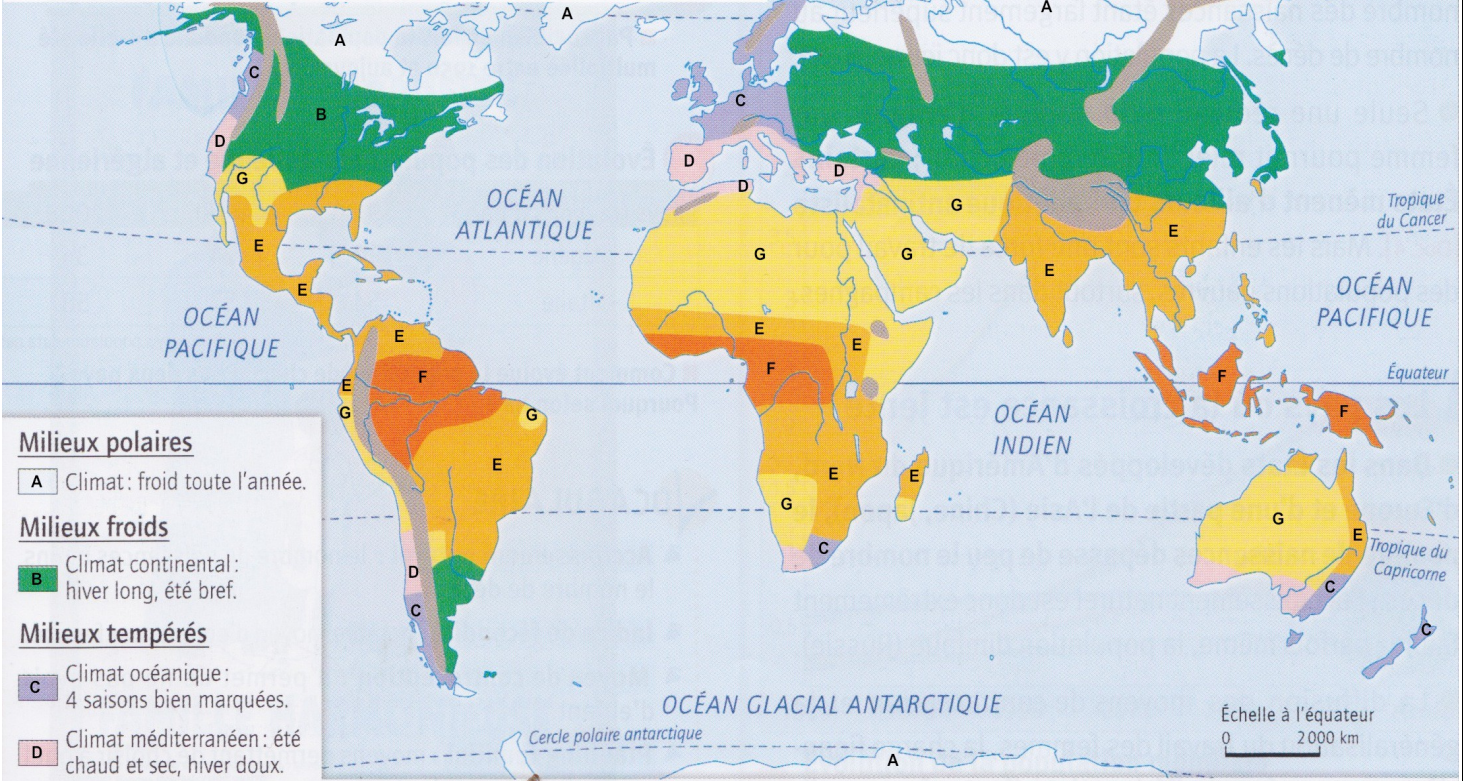 A
A
A
C
B
C
D
D
D
D
G
G
G
G
E
E
E
OCÉAN
ATLANTIQUE
Tropique
du Cancer
E
OCÉAN
PACIFIQUE
OCÉAN
PACIFIQUE
E
E
E
F
E
F
F
E
G
G
F
Équateur
OCÉAN
INDIEN
E
E
E
G
G
C
E
Tropique du
Capricorne
D
C
C
C
Milieux polaires
A Climat : froid toute l'année.
Milieux froids
B Climat continental :
hiver long, été bref.
Milieux tempérés
C Climat océanique :
4 saisons bien marquées.
D Climat méditerranéen : été
chaud et sec, hiver doux.
OCÉAN GLACIAL ANTARCTIQUE
Cercle polaire antarctique
A
Échelle à l'équateur
0 2000 km